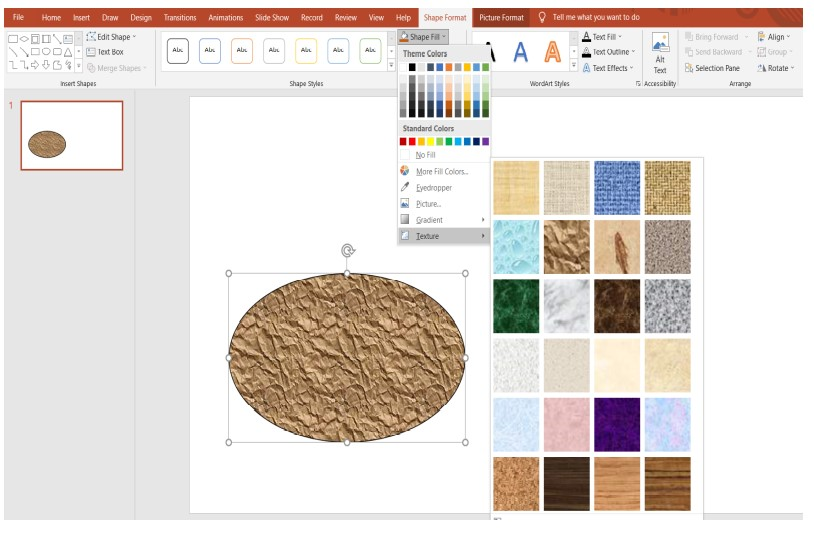 File Home Insert Draw Design Transitions Animations Slide Show Record Review View Help Shape Format Picture Format Tell me what you want to do
Edit Shape
Text Box
Merge Shapes
Insert Shapes
Abc Abc Abc Abc Abc Abc Abc
Shape Styles
Shape Fill
Theme Colors
Standard Colors
No Fill
More Fill Colors...
Eyedropper
Picture...
Gradient
Texture
A A A
A Text Fill
A Text Outline
A Text Effects
WordArt Styles
Alt
Text
Accessibility
Bring Forward
Send Backward
Selection Pane
Align
Group
Rotate
Arrange
1